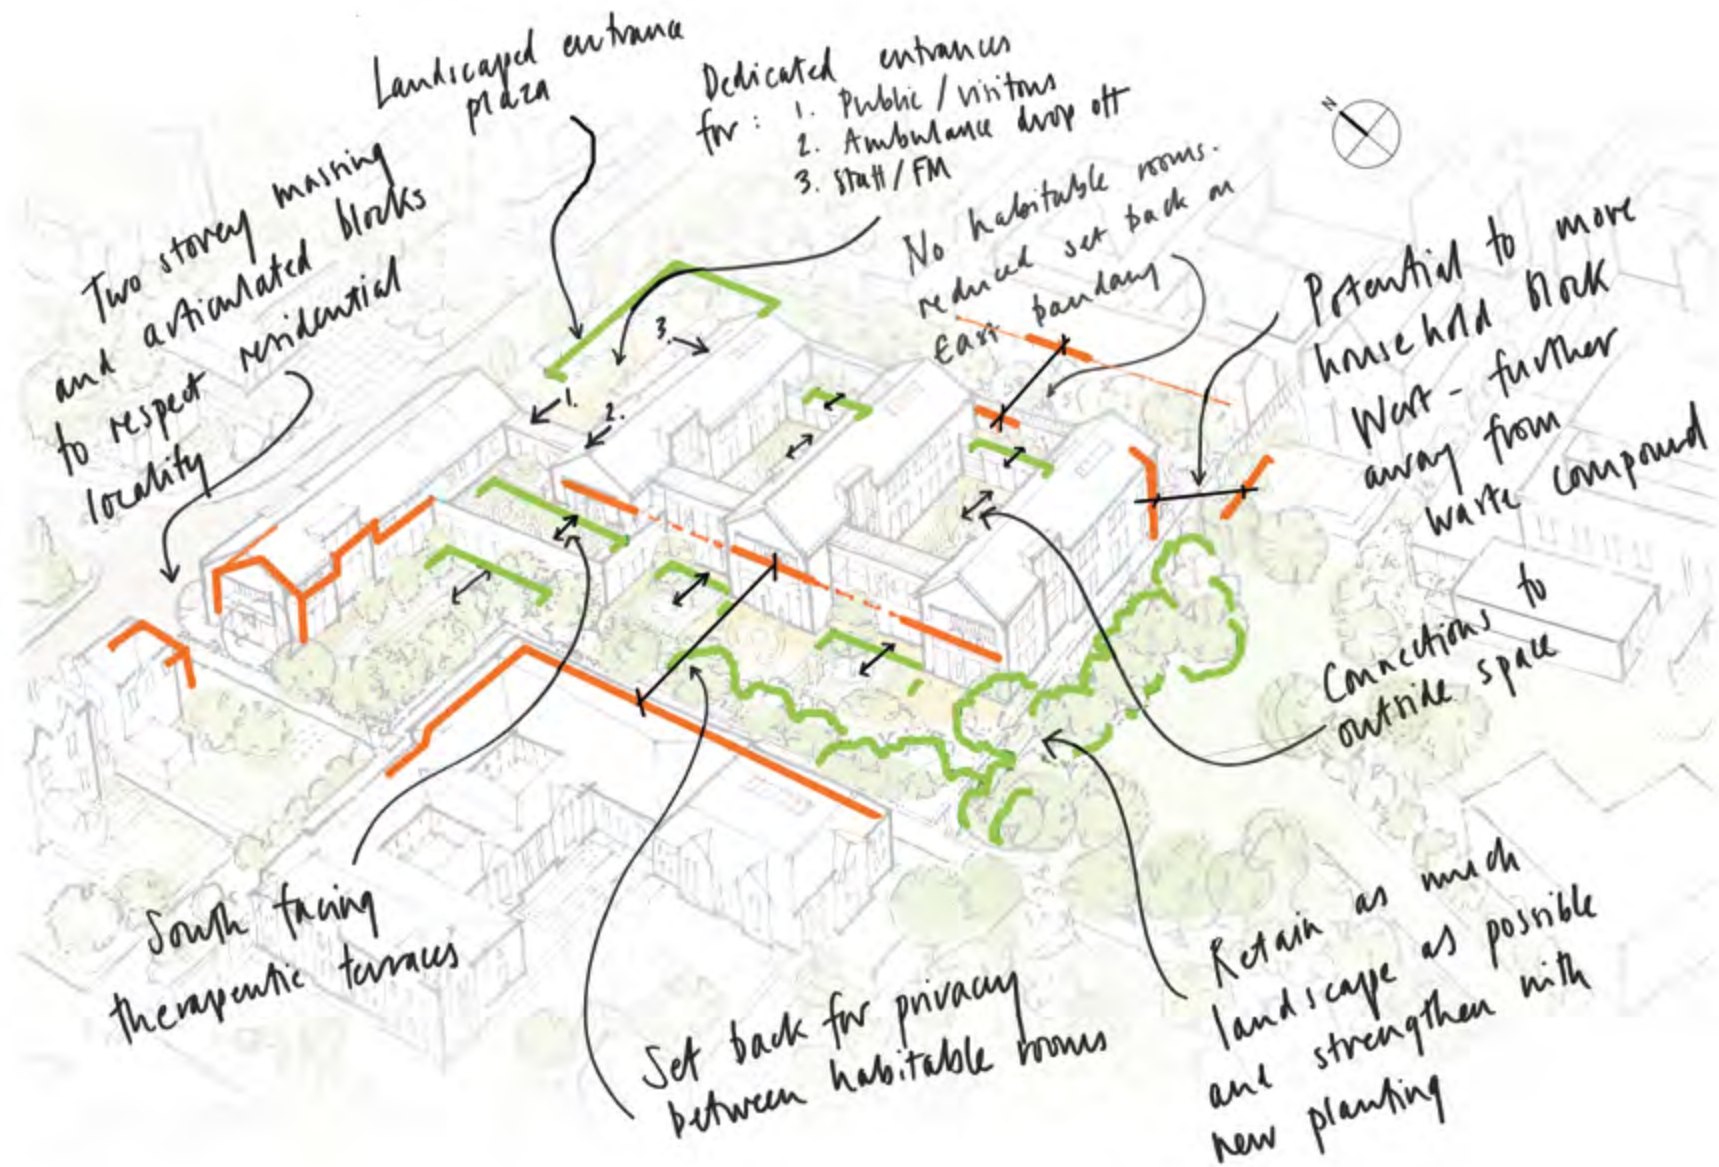 Landscaped entrance
plaza
Dedicated entrances
for: 1. Public / visitors
2. Ambulance drop off
3. Staff / FM
N
Two storey massing
and articulated blocks
to respect residential
locality
No habitable rooms.
reduced set back on
East boundary
Potential to move
household block
West - further
away from
waste compound
3.
1.
2.
Connections to
outside space
South facing
therapeutic terraces
Set back for privacy
between habitable rooms
Retain as much
landscape as possible
and strengthen with
new planting